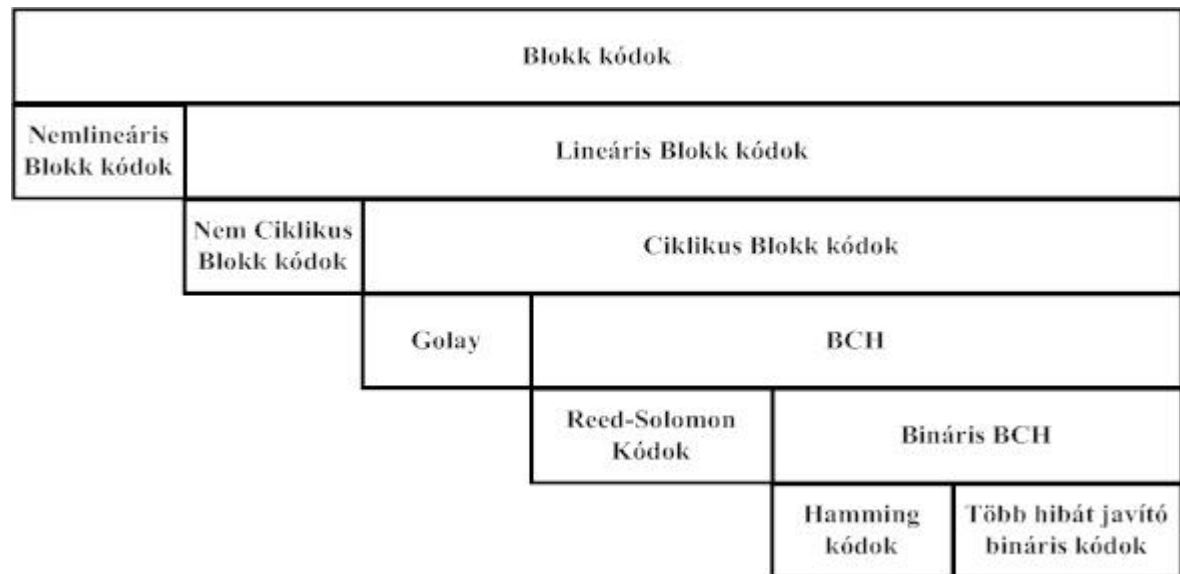 Blokk kódok
Nemlineáris
Blokk kódok
Lineáris Blokk kódok
Nem Ciklikus
Blokk kódok
Ciklikus Blokk kódok
Golay
BCH
Reed-Solomon
Kódok
Bináris BCH
Hamming
kódok
Több hibát javító
bináris kódok